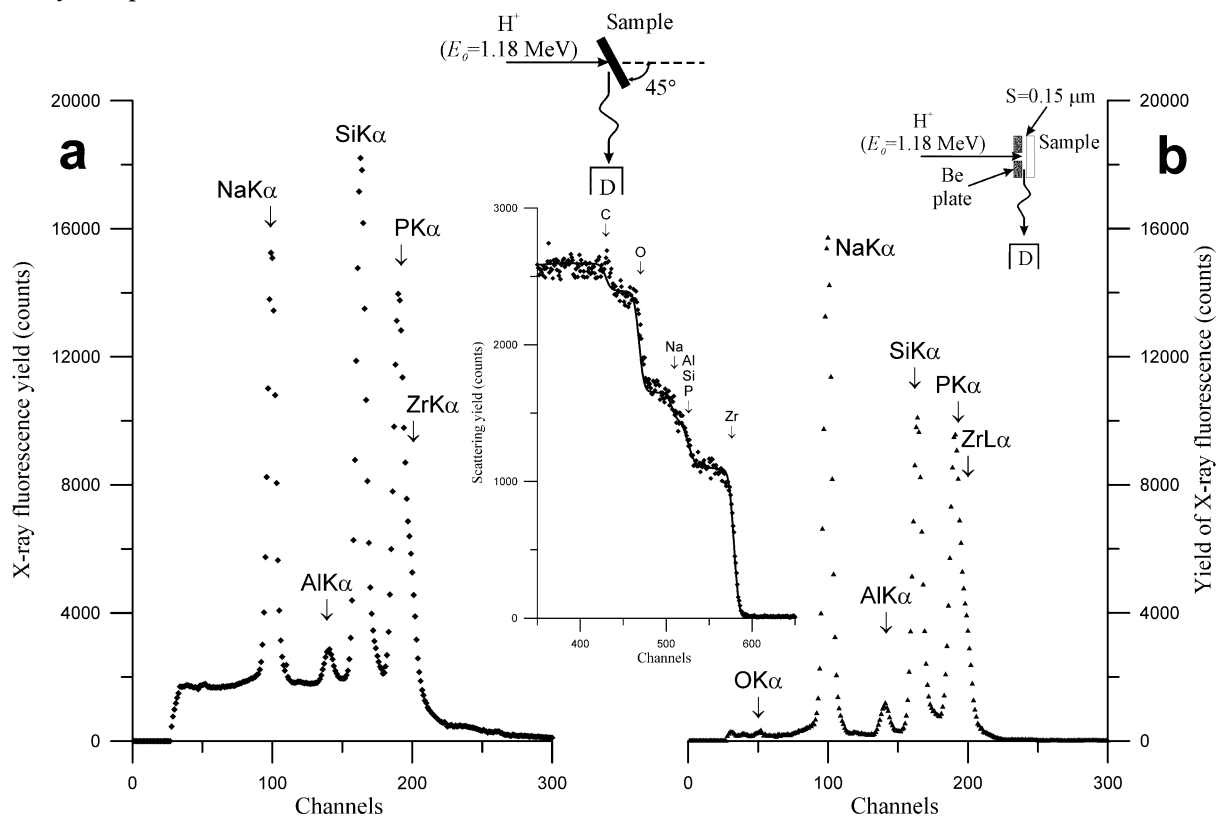 H⁺
(E₀=1.18 MeV)
Sample
45°
D
a
X-ray fluorescence yield (counts)
20000
16000
12000
8000
4000
0
NaKα
AlKα
SiKα
PKα
ZrKα
0
100
200
300
Channels
Scattering yield (counts)
3000
2000
1000
0
C
O
Na
Al
Si
P
Zr
400
500
600
Channels
b
S=0.15 μm
H⁺
(E₀=1.18 MeV)
Sample
Be
plate
D
OKα
NaKα
AlKα
SiKα
PKα
ZrLα
0
100
200
300
Channels
20000
16000
12000
8000
4000
0
Yield of X-ray fluorescence (counts)